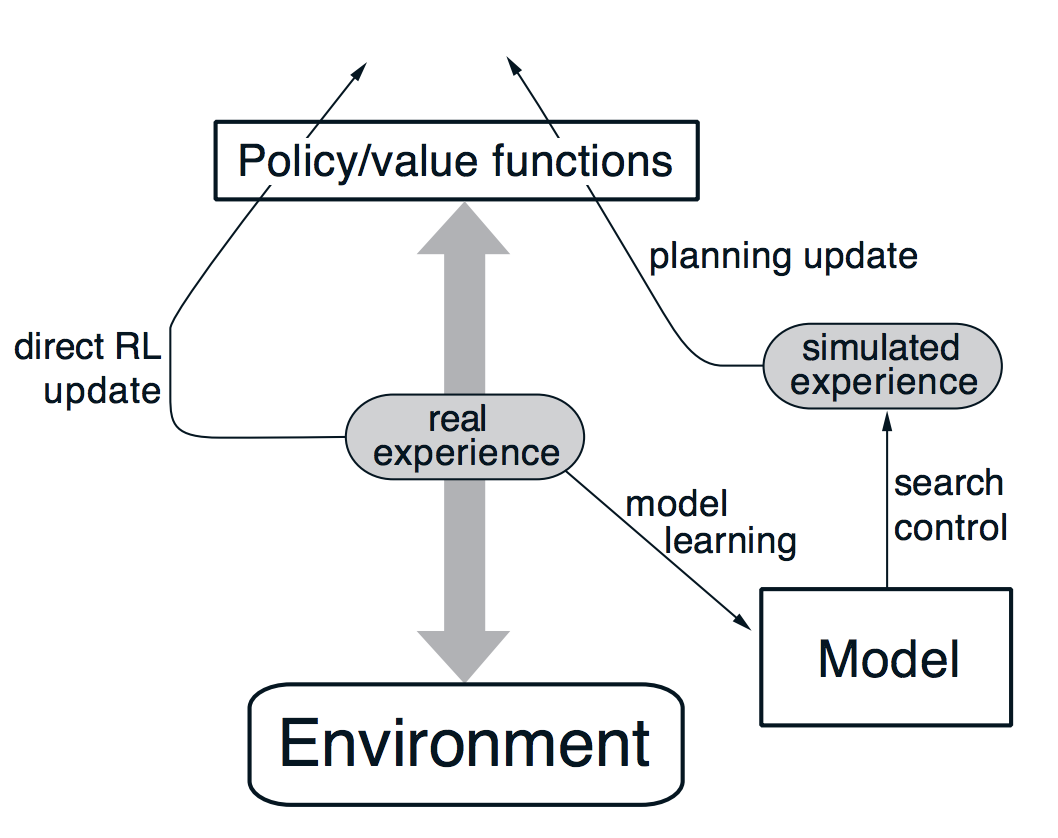 Policy/value functions
planning update
direct RL
update
simulated
experience
real
experience
search
control
model
learning
Model
Environment